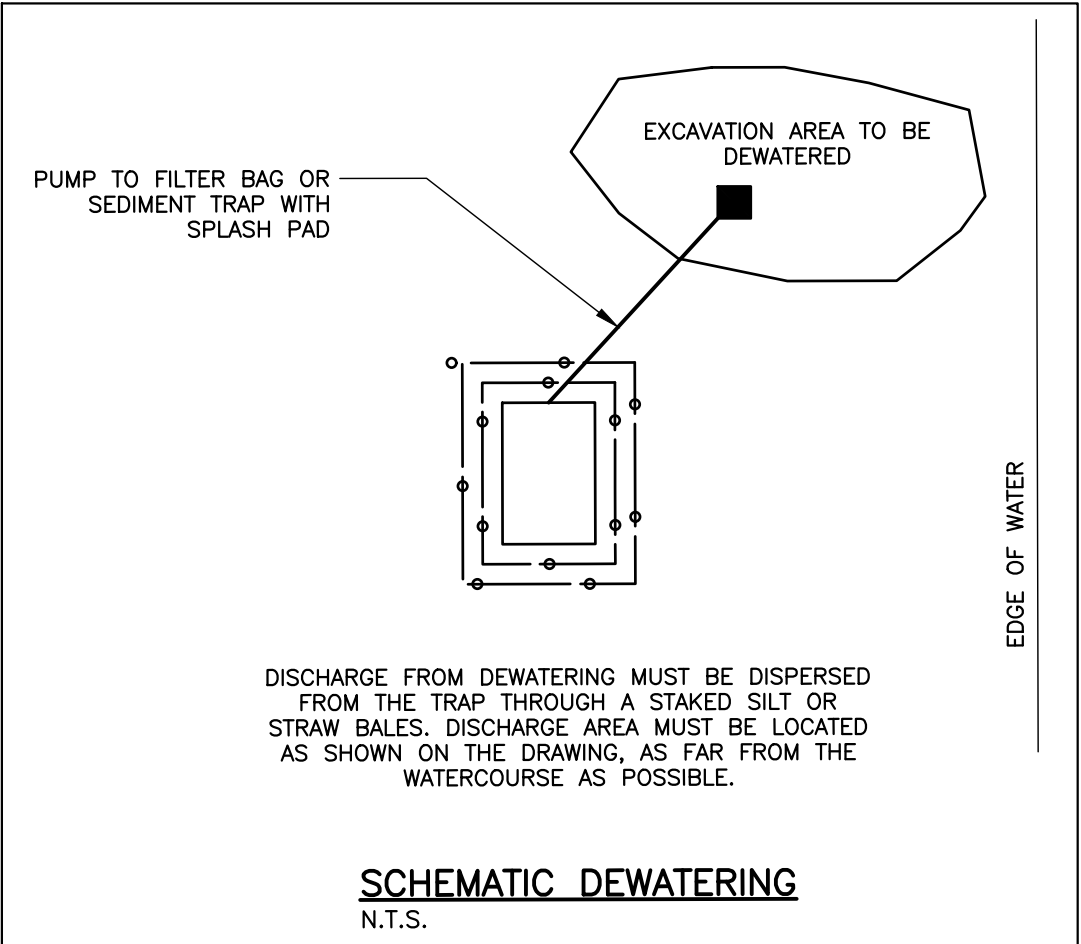 EXCAVATION AREA TO BE
DEWATERED
PUMP TO FILTER BAG OR
SEDIMENT TRAP WITH
SPLASH PAD
EDGE OF WATER
DISCHARGE FROM DEWATERING MUST BE DISPERSED
FROM THE TRAP THROUGH A STAKED SILT OR
STRAW BALES. DISCHARGE AREA MUST BE LOCATED
AS SHOWN ON THE DRAWING, AS FAR FROM THE
WATERCOURSE AS POSSIBLE.
SCHEMATIC DEWATERING
N.T.S.